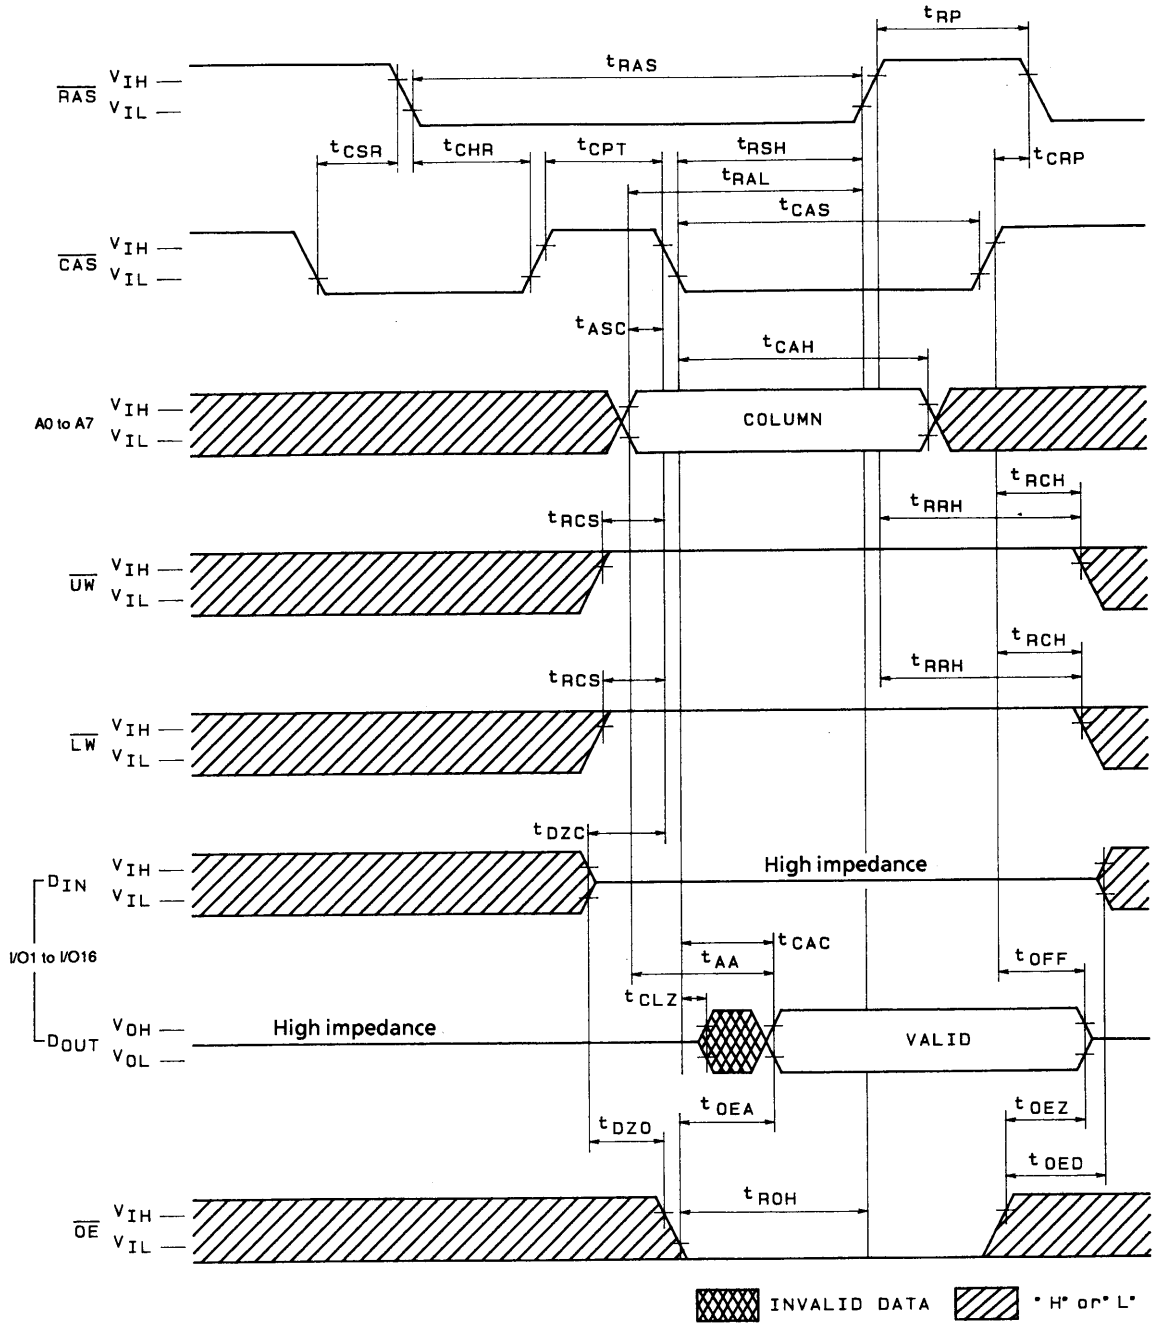 tRP
tRAS
RAS VIH
VIL
tCSR tCHR tCPT tRSH tCRP
tRAL
tCAS
CAS VIH
VIL
tASC
tCAH
A0 to A7 VIH
VIL
COLUMN
tRCH
tRRH
tRCS
UW VIH
VIL
tRCH
tRRH
tRCS
LW VIH
VIL
tDZC
DIN VIH
VIL
High impedance
I/O1 to I/O16
tCAC
tAA
tOFF
tCLZ
DOUT VOH
VOL
High impedance
VALID
tOEA
tOEZ
tDZO
tOED
tROH
OE VIH
VIL
INVALID DATA
"H" or "L"